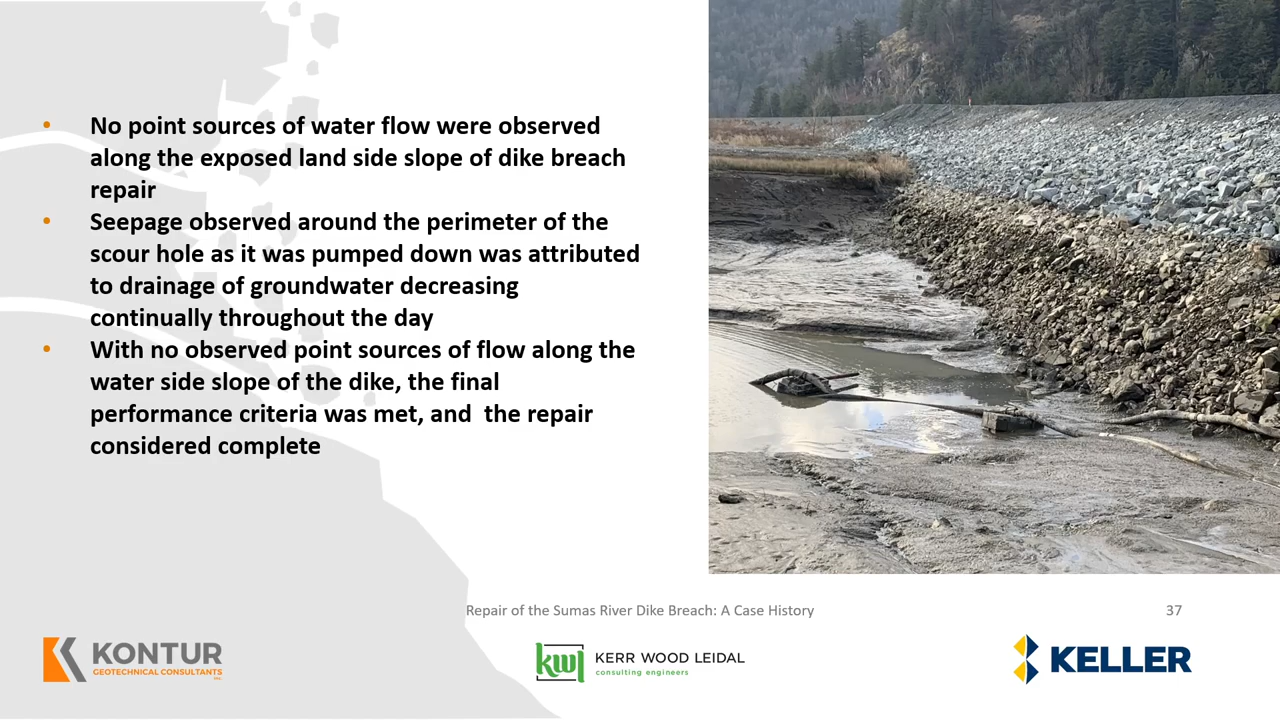 • No point sources of water flow were observed
along the exposed land side slope of dike breach
repair
• Seepage observed around the perimeter of the
scour hole as it was pumped down was attributed
to drainage of groundwater decreasing
continually throughout the day
• With no observed point sources of flow along the
water side slope of the dike, the final
performance criteria was met, and  the repair
considered complete
Repair of the Sumas River Dike Breach: A Case History
37
KONTUR
GEOTECHNICAL CONSULTANTS
INC.
kwl
KERR WOOD LEIDAL
consulting engineers
KELLER